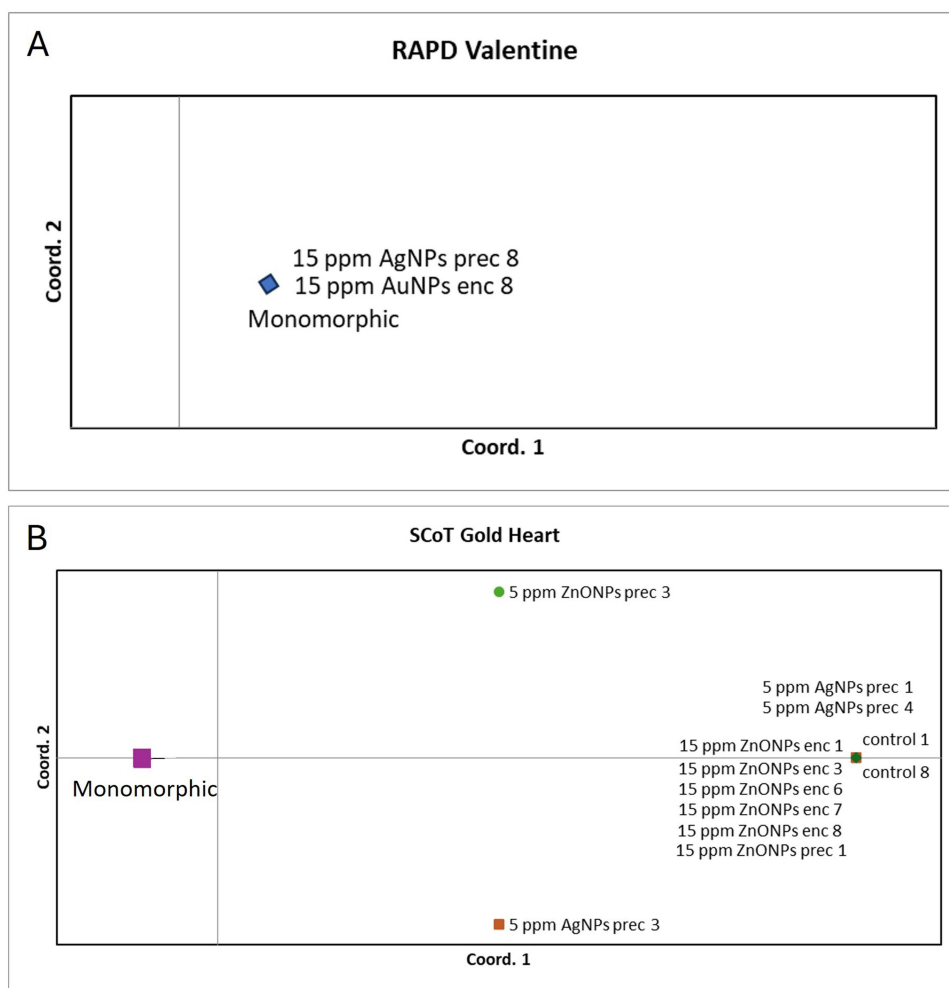 A
RAPD Valentine
Coord. 2
15 ppm AgNPs prec 8
15 ppm AuNPs enc 8
Monomorphic
Coord. 1
B
SCoT Gold Heart
Coord. 2
5 ppm ZnONPs prec 3
5 ppm AgNPs prec 1
5 ppm AgNPs prec 4
control 1
15 ppm ZnONPs enc 1
control 8
15 ppm ZnONPs enc 3
15 ppm ZnONPs enc 6
15 ppm ZnONPs enc 7
15 ppm ZnONPs enc 8
15 ppm ZnONPs prec 1
Monomorphic
5 ppm AgNPs prec 3
Coord. 1